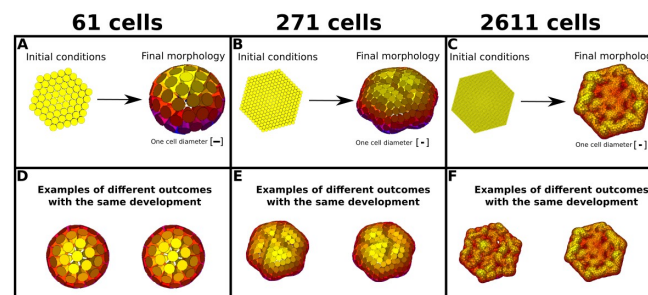 61 cells
271 cells
2611 cells
A
Initial conditions
Final morphology
One cell diameter [-]
B
Initial conditions
Final morphology
One cell diameter [-]
C
Initial conditions
Final morpholog
One cell diameter [-]
D
Examples of different outcomes
with the same development
E
Examples of different outcomes
with the same development
F
Examples of different outcomes
with the same development